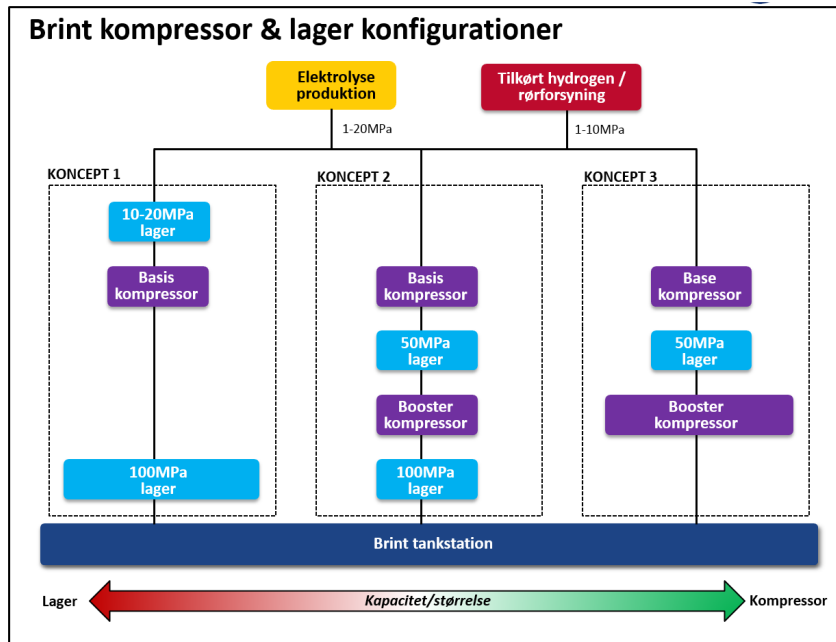 Brint kompressor & lager konfigurationer
Elektrolyse
produktion
Tilkørt hydrogen /
rørforsyning
1-20MPa
1-10MPa
KONCEPT 1
10-20MPa
lager
Basis
kompressor
100MPa
lager
KONCEPT 2
Basis
kompressor
50MPa
lager
Booster
kompressor
100MPa
lager
KONCEPT 3
Base
kompressor
50MPa
lager
Booster
kompressor
Brint tankstation
Lager
Kapacitet/størrelse
Kompressor